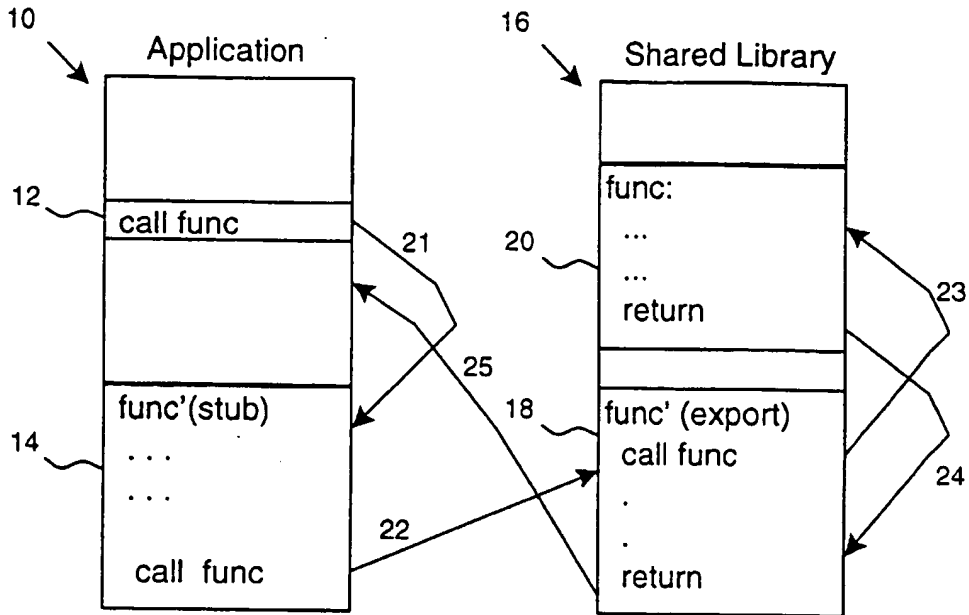 10
Application
16
Shared Library
12
call func
21
func:
...
...
return
20
23
25
func'(stub)
. . .
. . .
call func
14
22
18
func' (export)
call func
.
.
return
24